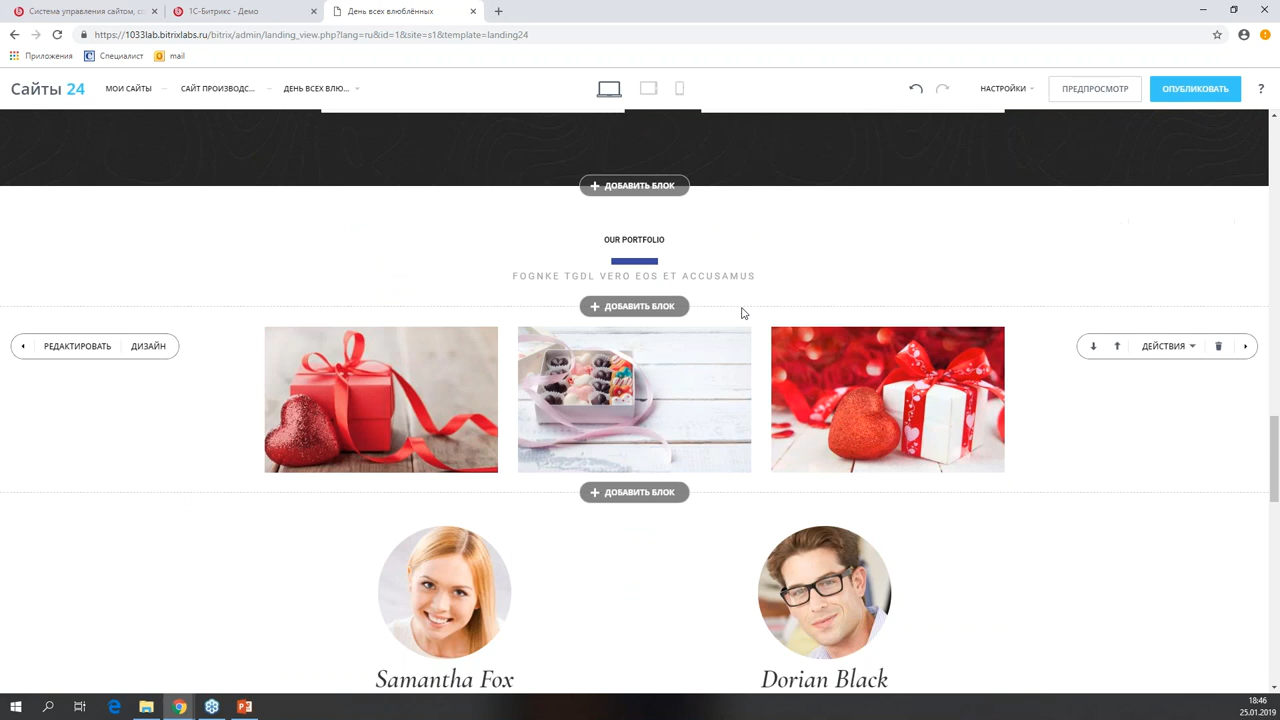 Система управления сайтом, со
1С-Битрикс - Демо
День всех влюблённых
https://1033lab.bitrixlabs.ru/bitrix/admin/landing_view.php?lang=ru&id=1&site=s1&template=landing24
Приложения
Специалист
mail
Сайты 24
МОИ САЙТЫ
САЙТ ПРОИЗВОДС...
ДЕНЬ ВСЕХ ВЛЮ...
НАСТРОЙКИ
ПРЕДПРОСМОТР
ОПУБЛИКОВАТЬ
?
+ ДОБАВИТЬ БЛОК
OUR PORTFOLIO
FOGNKE TGDL VERO EOS ET ACCUSAMUS
+ ДОБАВИТЬ БЛОК
РЕДАКТИРОВАТЬ
ДИЗАЙН
ДЕЙСТВИЯ
+ ДОБАВИТЬ БЛОК
Samantha Fox
Dorian Black
18:46
25.01.2019